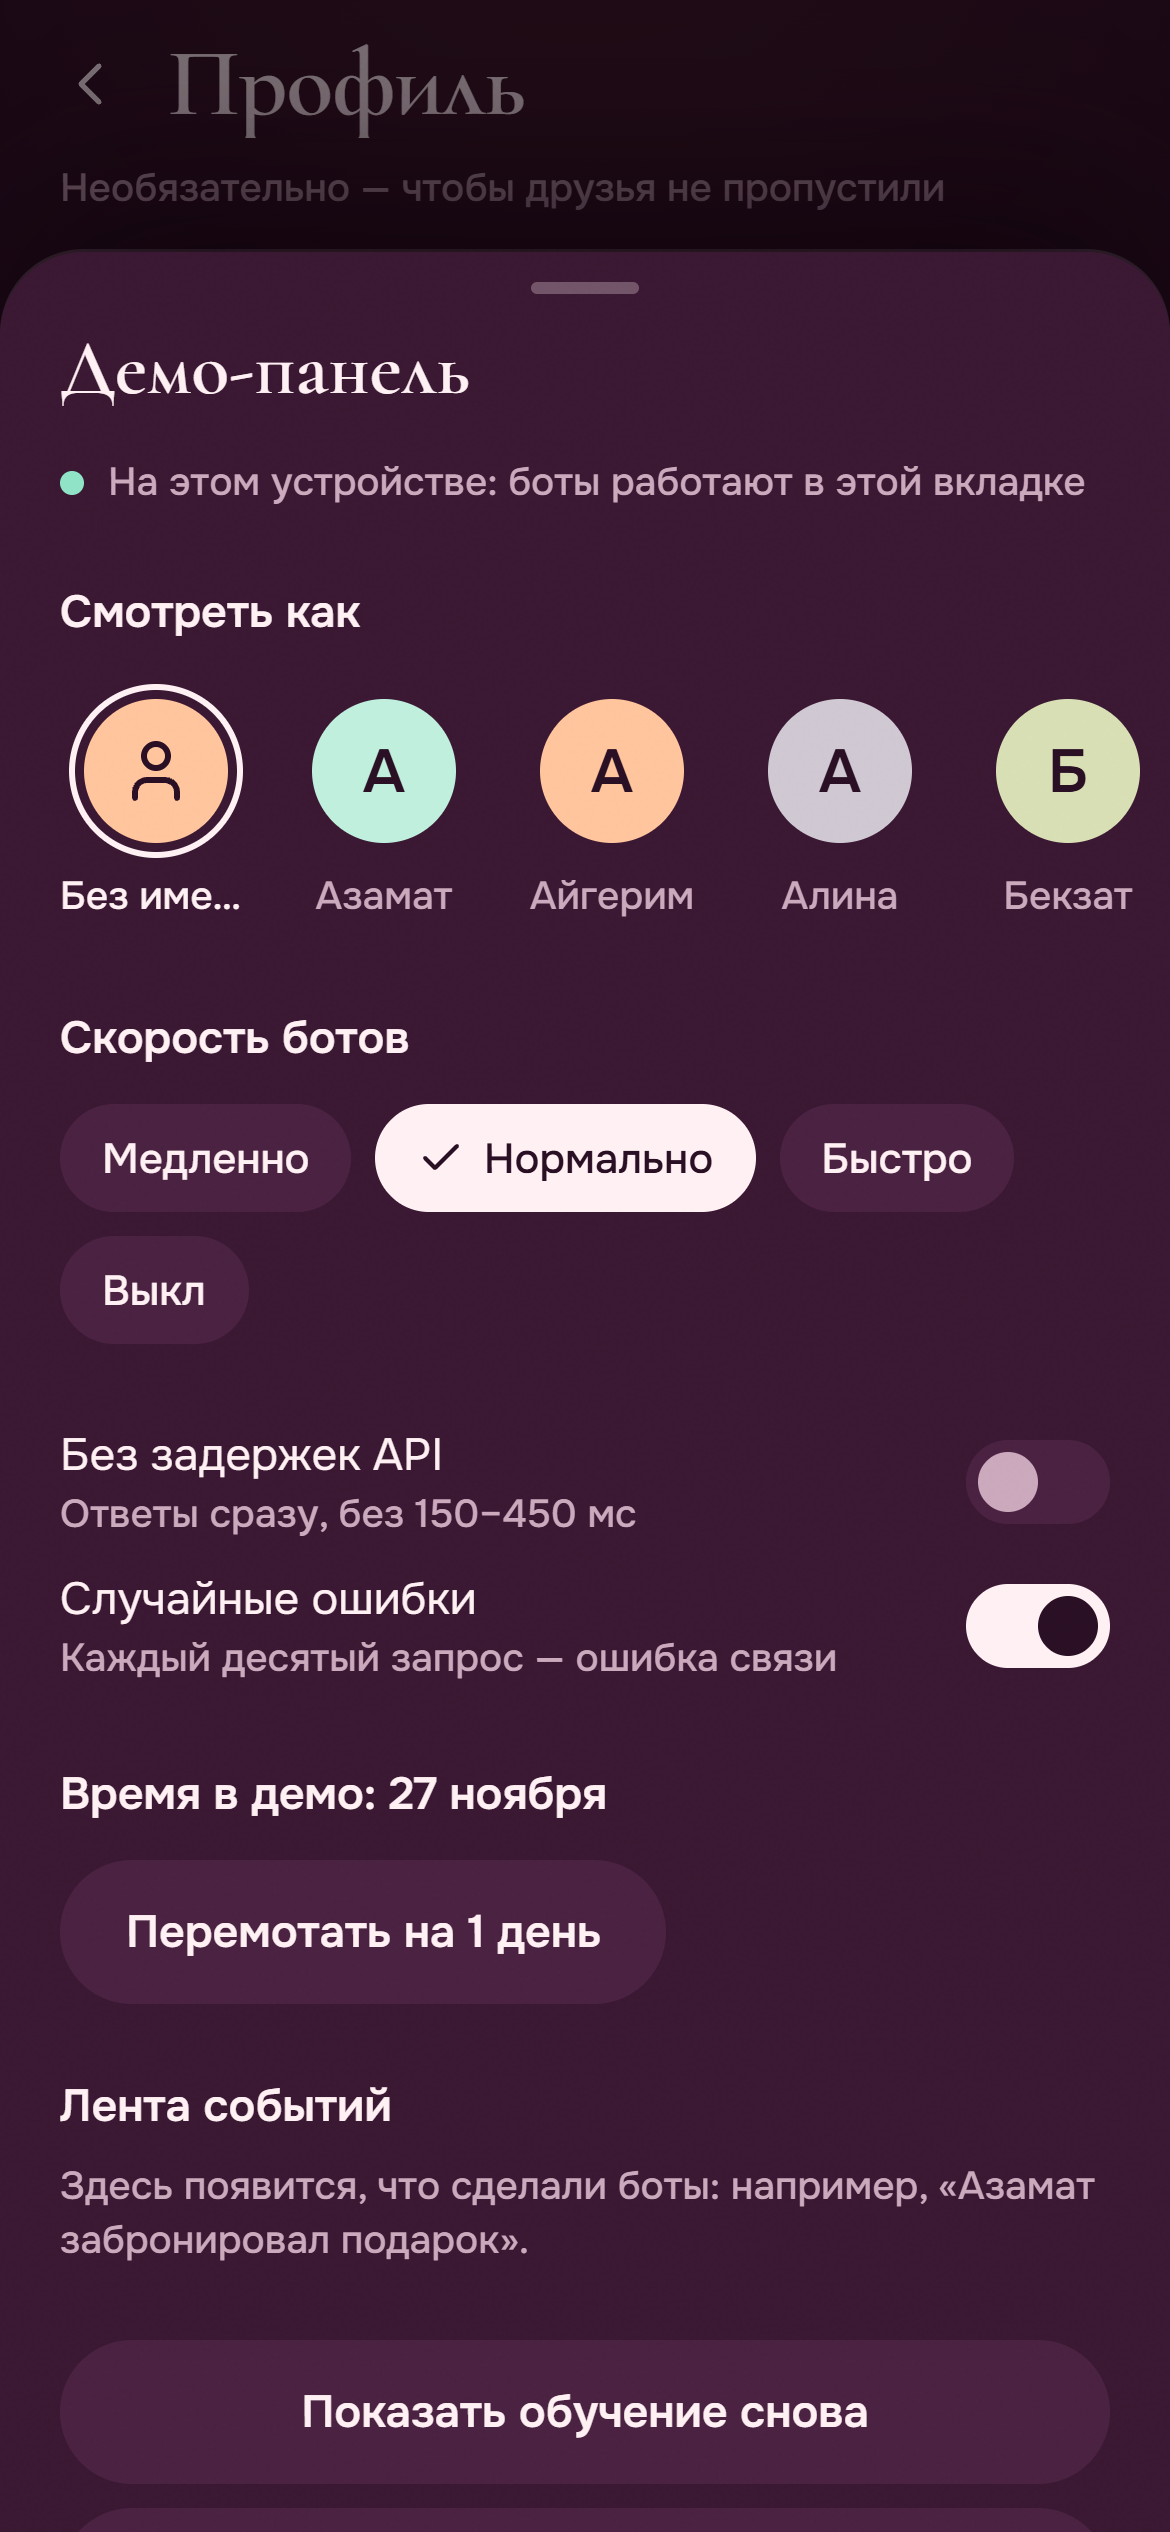 Профиль
Необязательно — чтобы друзья не пропустили
Демо-панель
На этом устройстве: боты работают в этой вкладке
Смотреть как
А
А
А
Б
Без име...
Азамат
Айгерим
Алина
Бекзат
Скорость ботов
Медленно
Нормально
Быстро
Выкл
Без задержек API
Ответы сразу, без 150–450 мс
Случайные ошибки
Каждый десятый запрос — ошибка связи
Время в демо: 27 ноября
Перемотать на 1 день
Лента событий
Здесь появится, что сделали боты: например, «Азамат
забронировал подарок».
Показать обучение снова